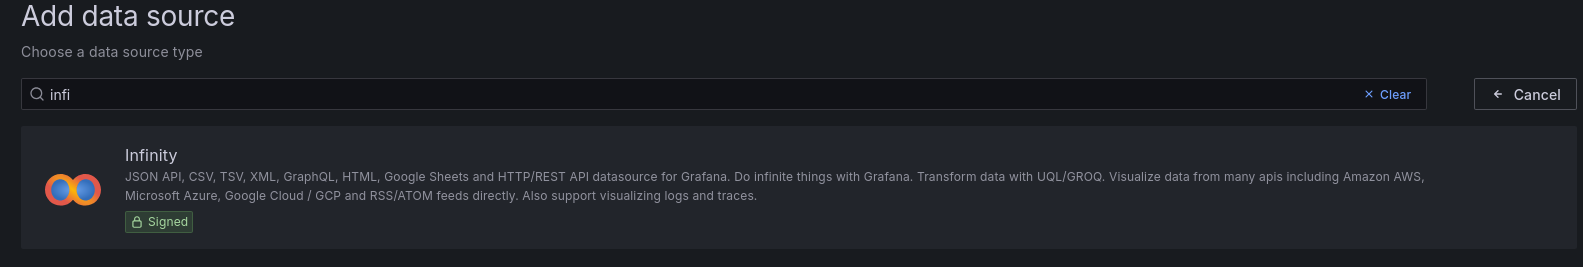 Add data source
Choose a data source type
infi
Clear
Cancel
Infinity
JSON API, CSV, TSV, XML, GraphQL, HTML, Google Sheets and HTTP/REST API datasource for Grafana. Do infinite things with Grafana. Transform data with UQL/GROQ. Visualize data from many apis including Amazon AWS,
Microsoft Azure, Google Cloud / GCP and RSS/ATOM feeds directly. Also support visualizing logs and traces.
Signed